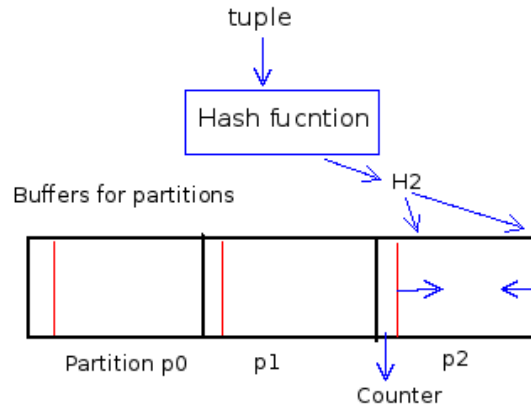 tuple
Hash fucntion
H2
Buffers for partitions
Partition p0
p1
p2
Counter